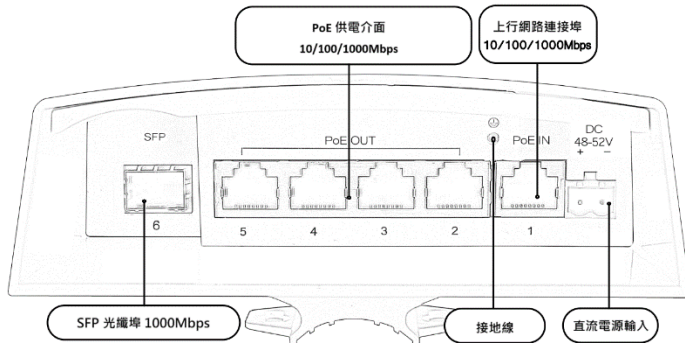 PoE 供電介面
10/100/1000Mbps
上行網路連接埠
10/100/1000Mbps
SFP
PoE OUT
PoE IN
DC
48-52V
+ −
6
5
4
3
2
1
SFP 光纖埠 1000Mbps
接地線
直流電源輸入